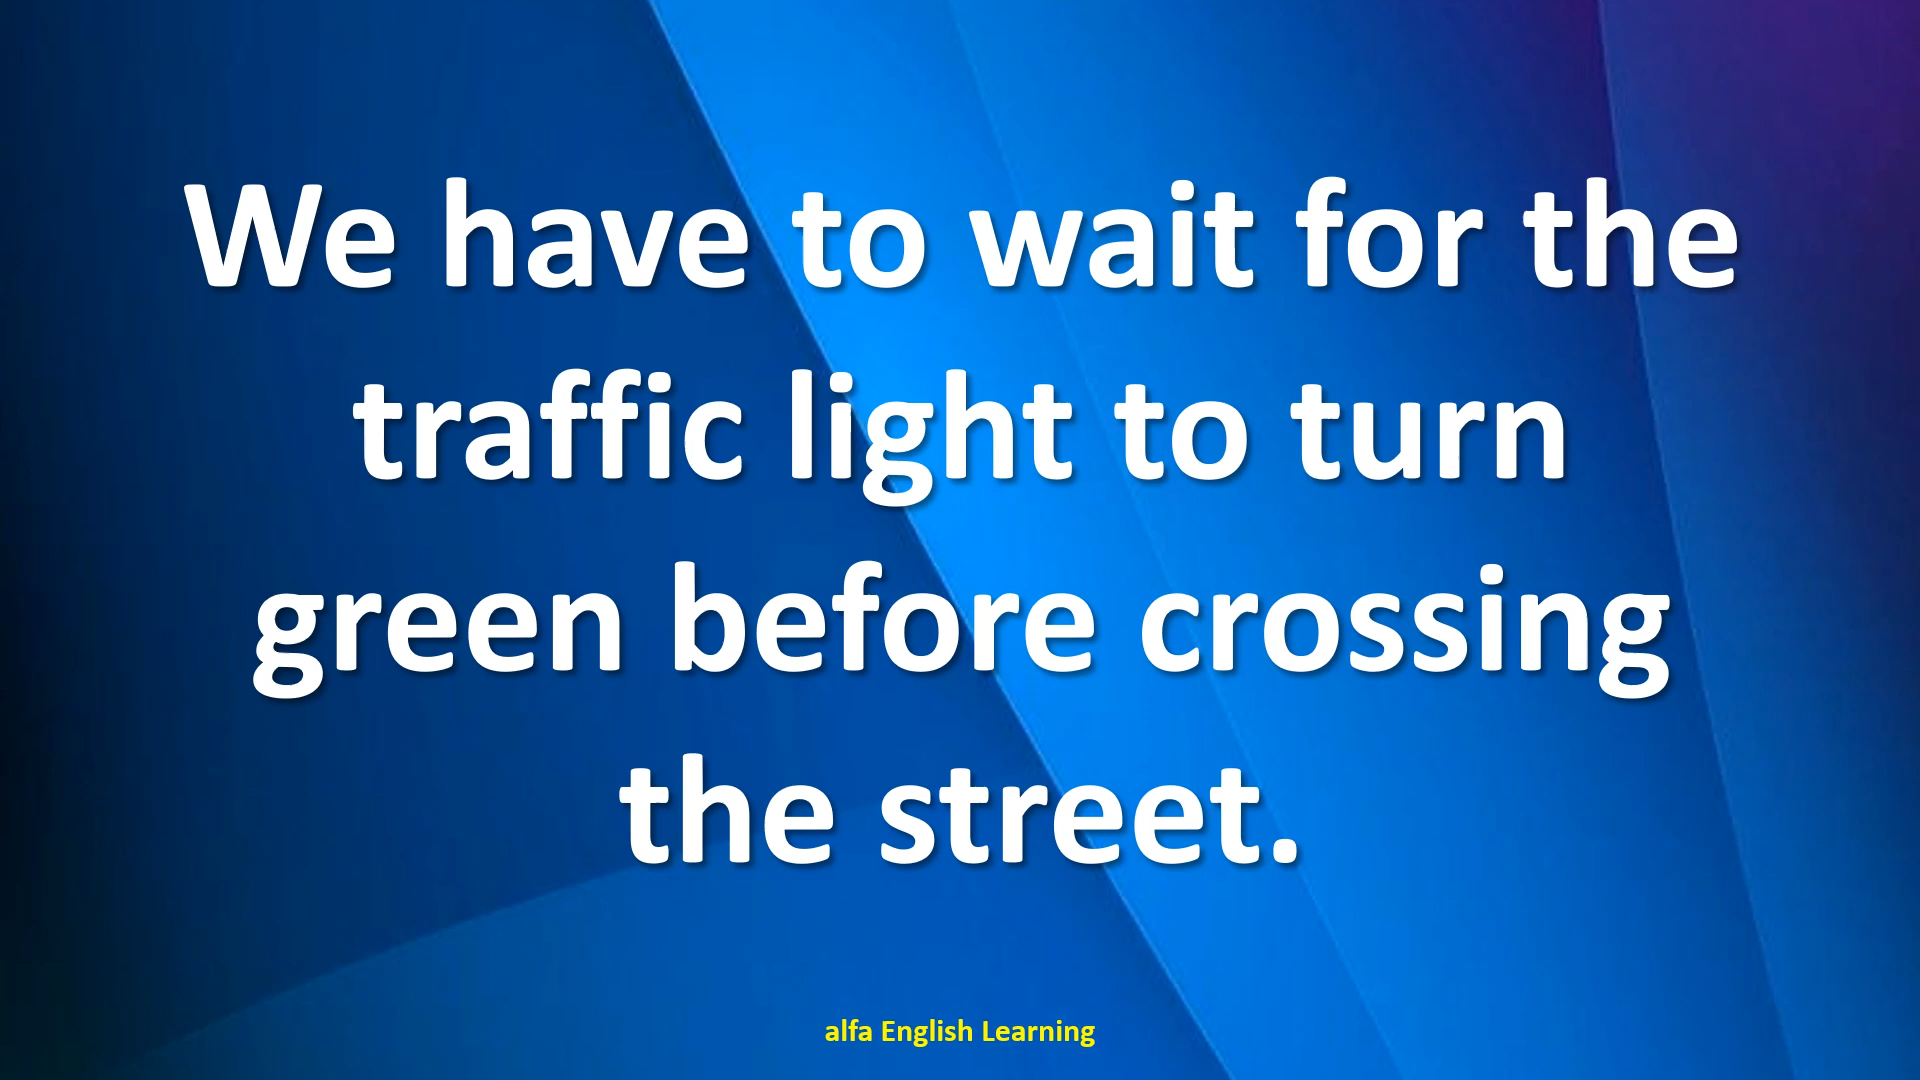 We have to wait for the
traffic light to turn
green before crossing
the street.
alfa English Learning